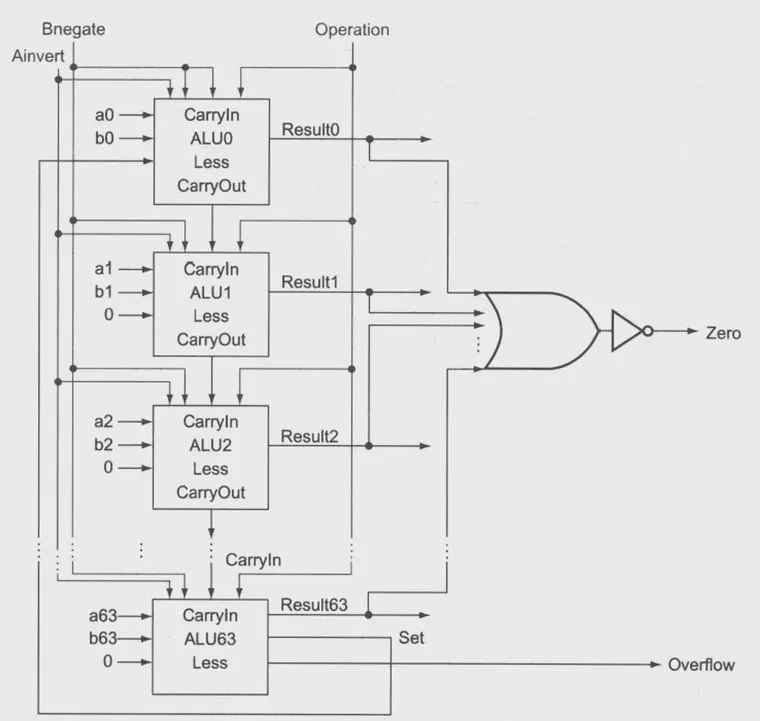 Bnegate
Operation
Ainvert
a0
CarryIn
Result0
b0
ALU0
Less
CarryOut
a1
CarryIn
Result1
b1
ALU1
0
Less
CarryOut
Zero
a2
CarryIn
Result2
b2
ALU2
0
Less
CarryOut
CarryIn
a63
CarryIn
Result63
b63
ALU63
Set
0
Less
Overflow